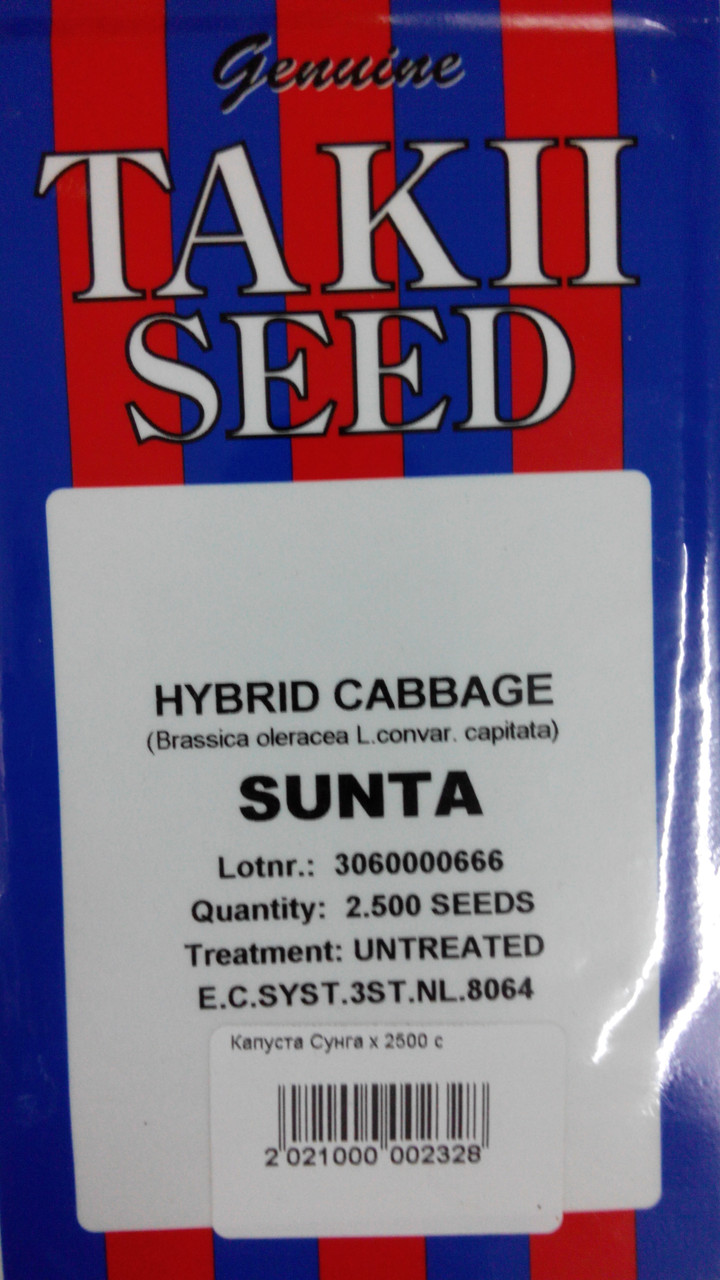 Genuine
TAKII
SEED
HYBRID CABBAGE
(Brassica oleracea L.convar. capitata)
SUNTA
Lotnr.: 3060000666
Quantity: 2.500 SEEDS
Treatment: UNTREATED
E.C.SYST.3ST.NL.8064
Капуста Сунга х 2500 с
2 021000 002328